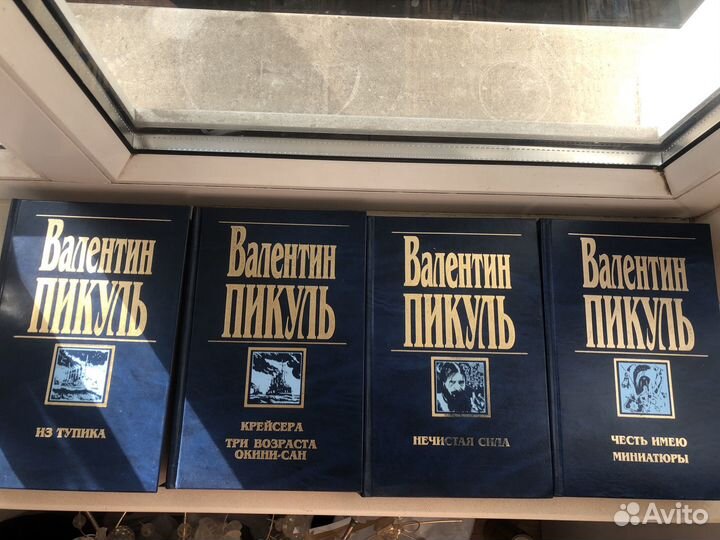 Валентин
ПИКУЛЬ
ИЗ ТУПИКА
Валентин
ПИКУЛЬ
КРЕЙСЕРА
ТРИ ВОЗРАСТА
ОКИНИ-САН
Валентин
ПИКУЛЬ
НЕЧИСТАЯ СИЛА
Валентин
ПИКУЛЬ
ЧЕСТЬ ИМЕЮ
МИНИАТЮРЫ
Avito